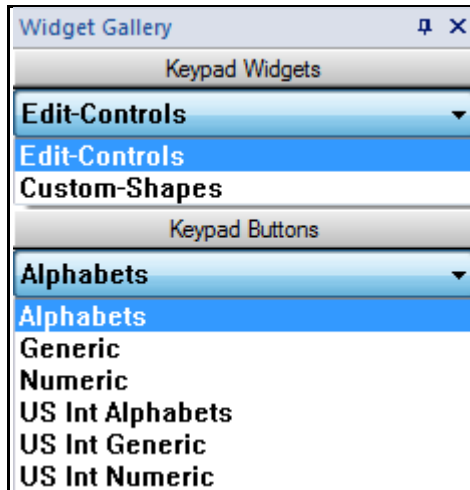 Widget Gallery
Keypad Widgets
Edit-Controls
Edit-Controls
Custom-Shapes
Keypad Buttons
Alphabets
Alphabets
Generic
Numeric
US Int Alphabets
US Int Generic
US Int Numeric